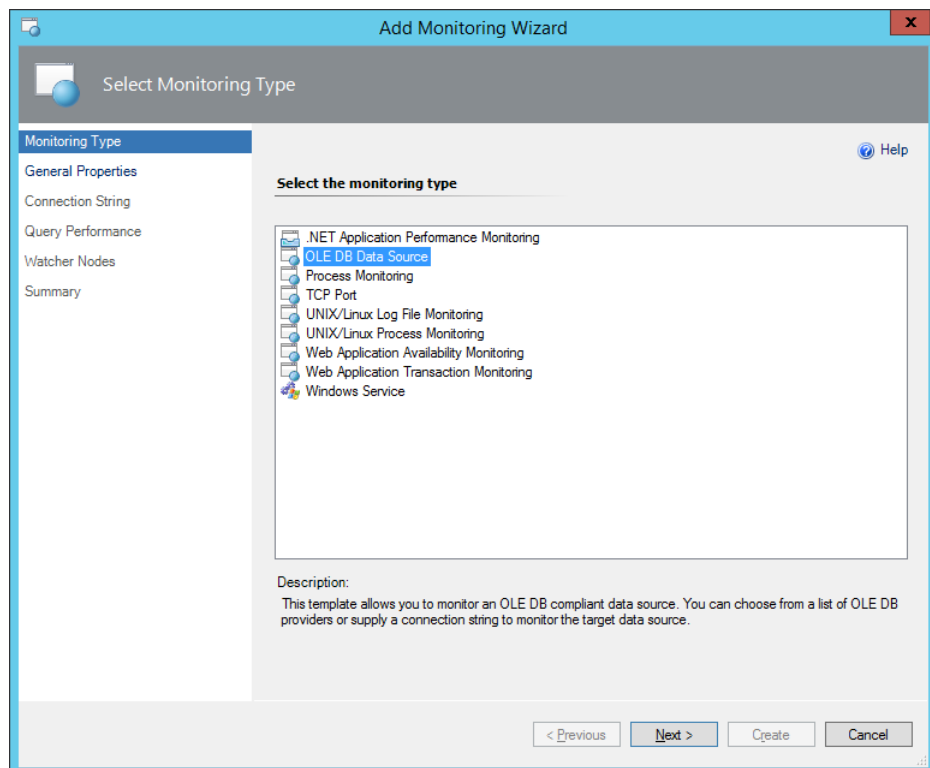 Add Monitoring Wizard
x
Select Monitoring Type
Monitoring Type
General Properties
Connection String
Query Performance
Watcher Nodes
Summary
Help
Select the monitoring type
.NET Application Performance Monitoring
OLE DB Data Source
Process Monitoring
TCP Port
UNIX/Linux Log File Monitoring
UNIX/Linux Process Monitoring
Web Application Availability Monitoring
Web Application Transaction Monitoring
Windows Service
Description:
This template allows you to monitor an OLE DB compliant data source. You can choose from a list of OLE DB
providers or supply a connection string to monitor the target data source.
< Previous
Next >
Create
Cancel